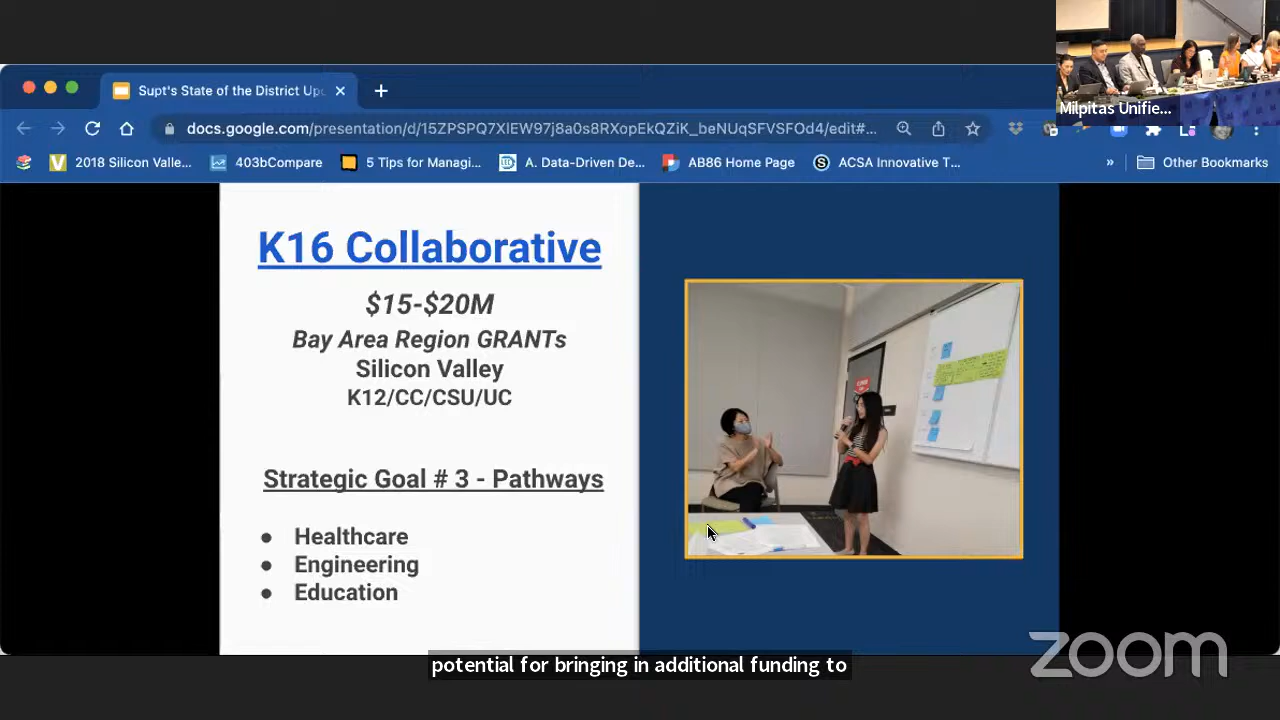 Milpitas Unifie...
Supt's State of the District Up
docs.google.com/presentation/d/15ZPSPQ7XIEW97j8a0s8RXopEkQZiK_beNUqSFVSFOd4/edit#...
2018 Silicon Valle...
403bCompare
5 Tips for Managi...
A. Data-Driven De...
AB86 Home Page
ACSA Innovative T...
»
Other Bookmarks
K16 Collaborative
$15-$20M
Bay Area Region GRANTs
Silicon Valley
K12/CC/CSU/UC
Strategic Goal # 3 - Pathways
● Healthcare
● Engineering
● Education
potential for bringing in additional funding to
zoom